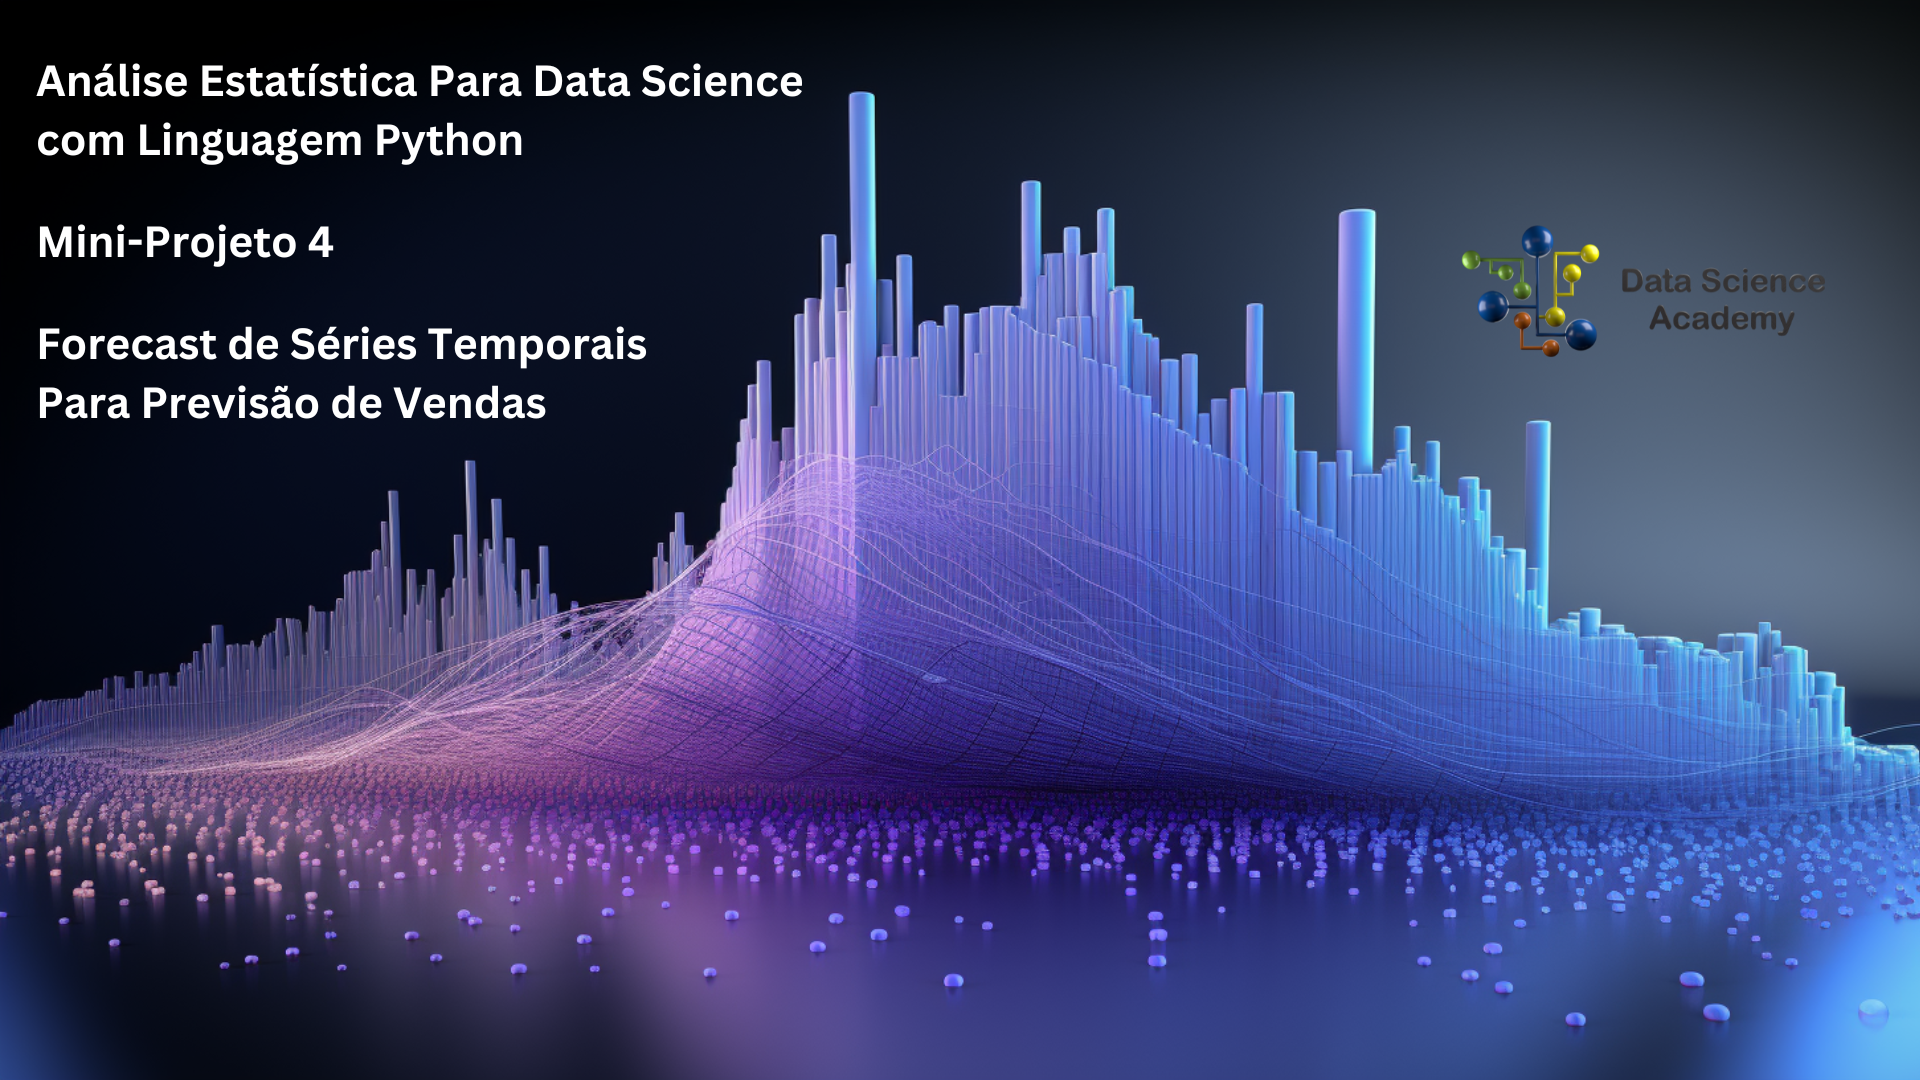 Análise Estatística Para Data Science
com Linguagem Python
Mini-Projeto 4
Forecast de Séries Temporais
Para Previsão de Vendas
Data Science
Academy